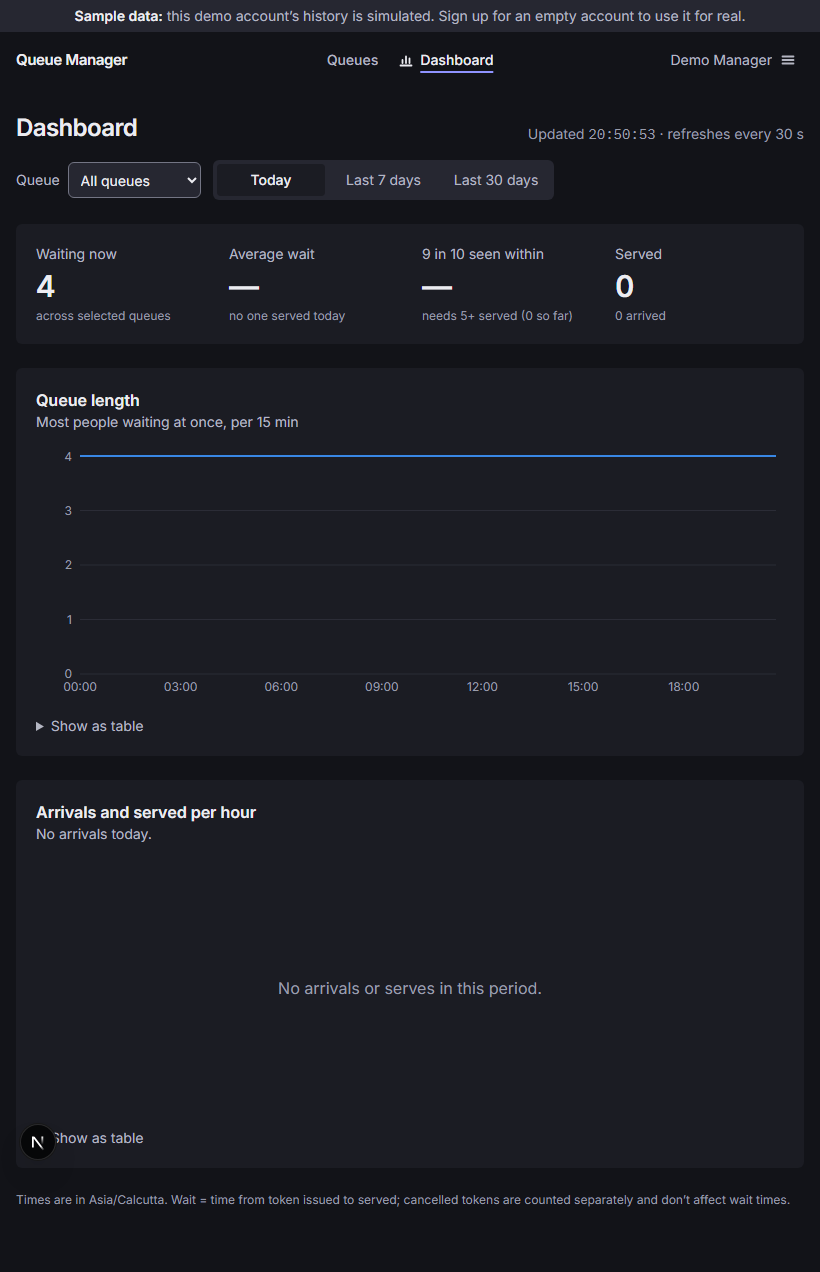 Sample data: this demo account’s history is simulated. Sign up for an empty account to use it for real.
Queue Manager
Queues
Dashboard
Demo Manager
Dashboard
Updated 20:50:53 · refreshes every 30 s
Queue
All queues
Today
Last 7 days
Last 30 days
Waiting now
4
across selected queues
Average wait
—
no one served today
9 in 10 seen within
—
needs 5+ served (0 so far)
Served
0
0 arrived
Queue length
Most people waiting at once, per 15 min
4
3
2
1
0
00:00 03:00 06:00 09:00 12:00 15:00 18:00
Show as table
Arrivals and served per hour
No arrivals today.
No arrivals or serves in this period.
N
Show as table
Times are in Asia/Calcutta. Wait = time from token issued to served; cancelled tokens are counted separately and don’t affect wait times.